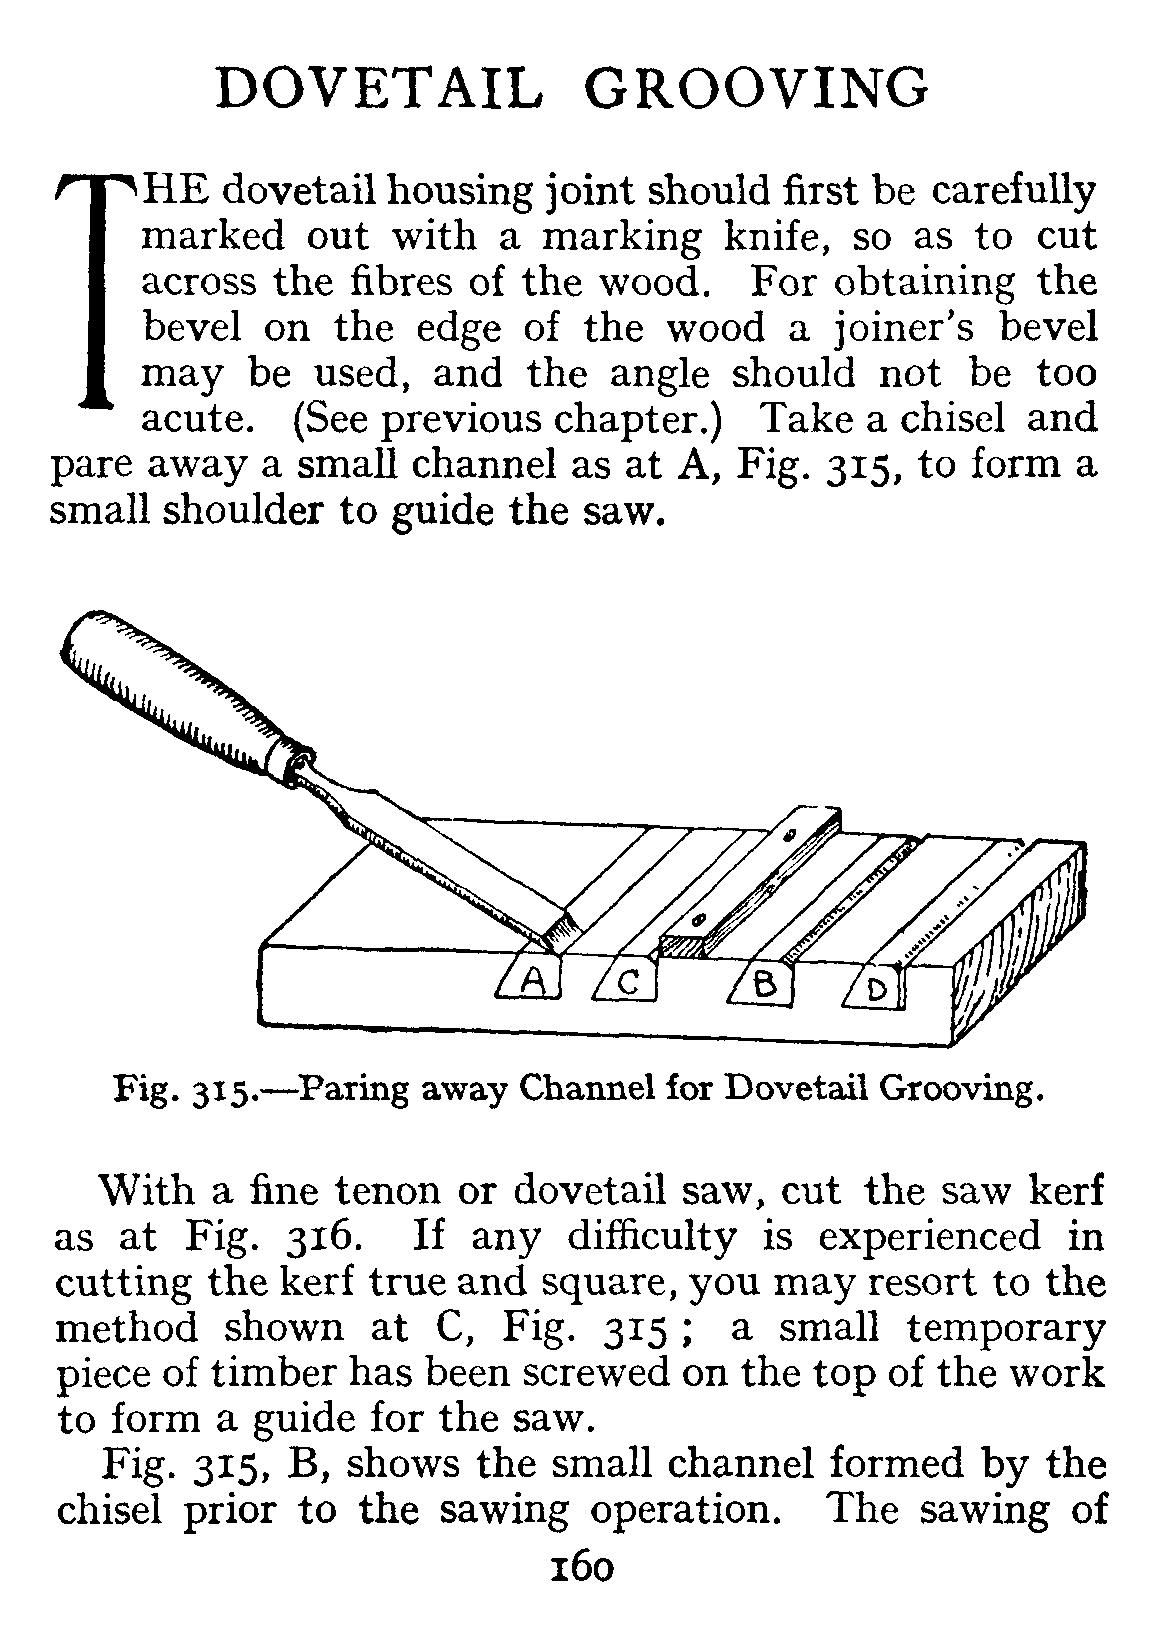 DOVETAIL GROOVING
THE dovetail housing joint should first be carefully
marked out with a marking knife, so as to cut
across the fibres of the wood. For obtaining the
bevel on the edge of the wood a joiner's bevel
may be used, and the angle should not be too
acute. (See previous chapter.) Take a chisel and
pare away a small channel as at A, Fig. 315, to form a
small shoulder to guide the saw.
A C B D
Fig. 315.—Paring away Channel for Dovetail Grooving.
With a fine tenon or dovetail saw, cut the saw kerf
as at Fig. 316. If any difficulty is experienced in
cutting the kerf true and square, you may resort to the
method shown at C, Fig. 315; a small temporary
piece of timber has been screwed on the top of the work
to form a guide for the saw.
Fig. 315, B, shows the small channel formed by the
chisel prior to the sawing operation. The sawing of
160